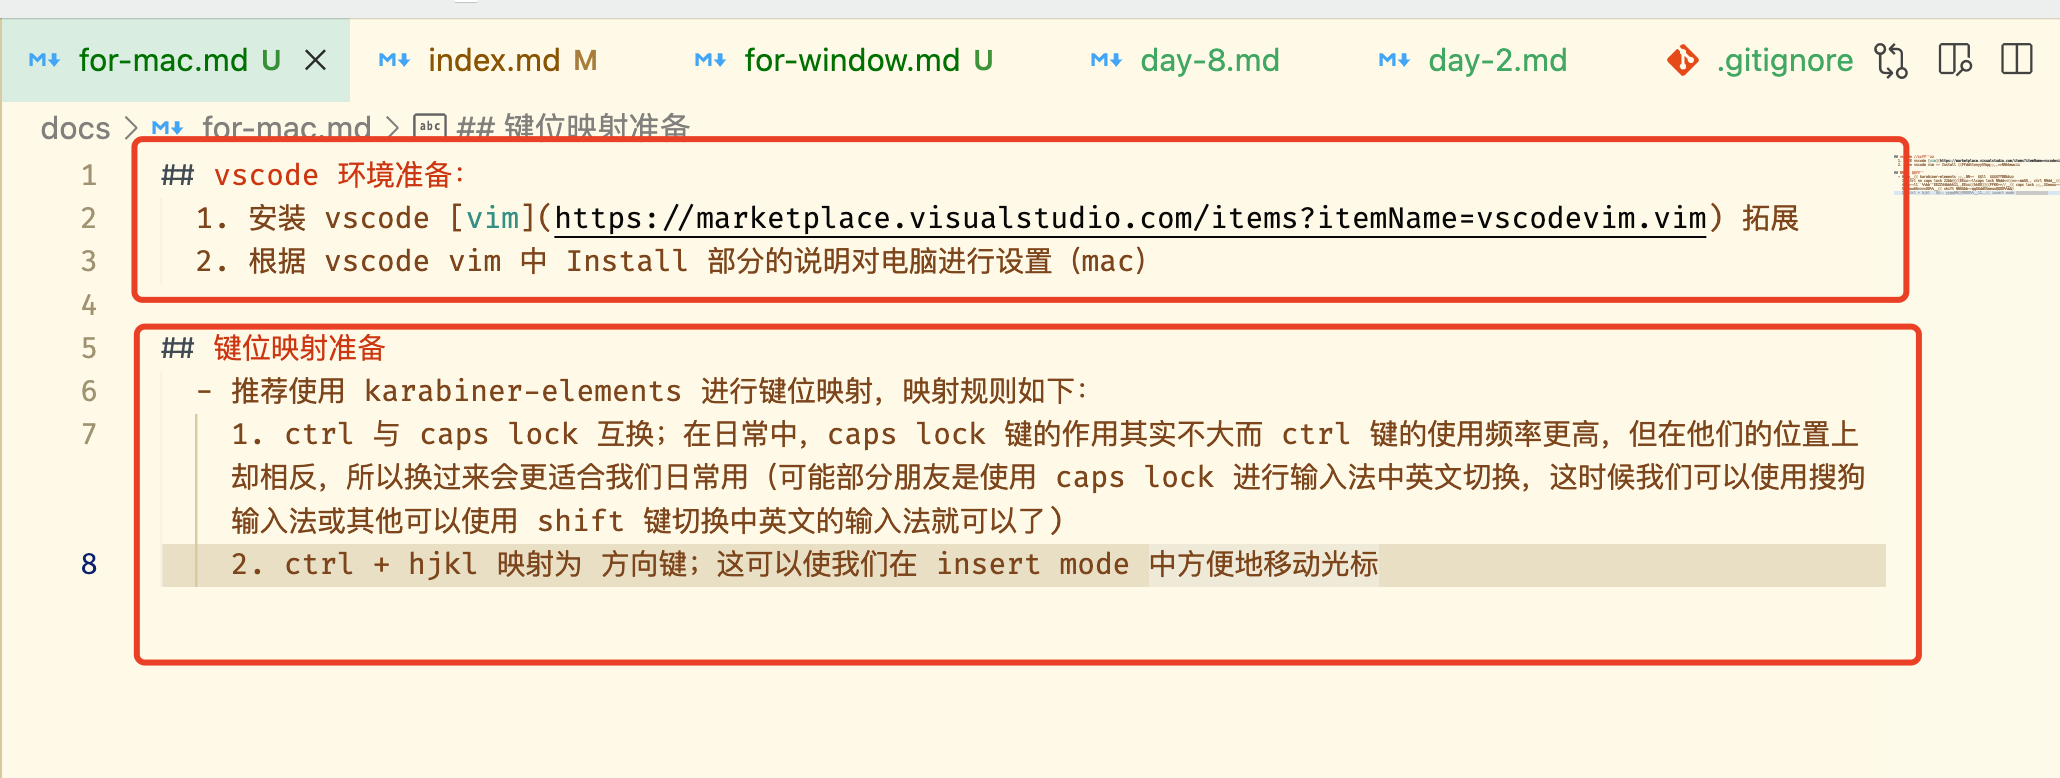 for-mac.md U
index.md M
for-window.md U
day-8.md
day-2.md
.gitignore
docs > for-mac.md > ## 键位映射准备
1 ## vscode 环境准备：
2 1. 安装 vscode [vim](https://marketplace.visualstudio.com/items?itemName=vscodevim.vim) 拓展
3 2. 根据 vscode vim 中 Install 部分的说明对电脑进行设置（mac）
4
5 ## 键位映射准备
6 - 推荐使用 karabiner-elements 进行键位映射，映射规则如下：
7 1. ctrl 与 caps lock 互换；在日常中，caps lock 键的作用其实不大而 ctrl 键的使用频率更高，但在他们的位置上
却相反，所以换过来会更适合我们日常用（可能部分朋友是使用 caps lock 进行输入法中英文切换，这时候我们可以使用搜狗
输入法或其他可以使用 shift 键切换中英文的输入法就可以了)
8 2. ctrl + hjkl 映射为 方向键；这可以使我们在 insert mode 中方便地移动光标